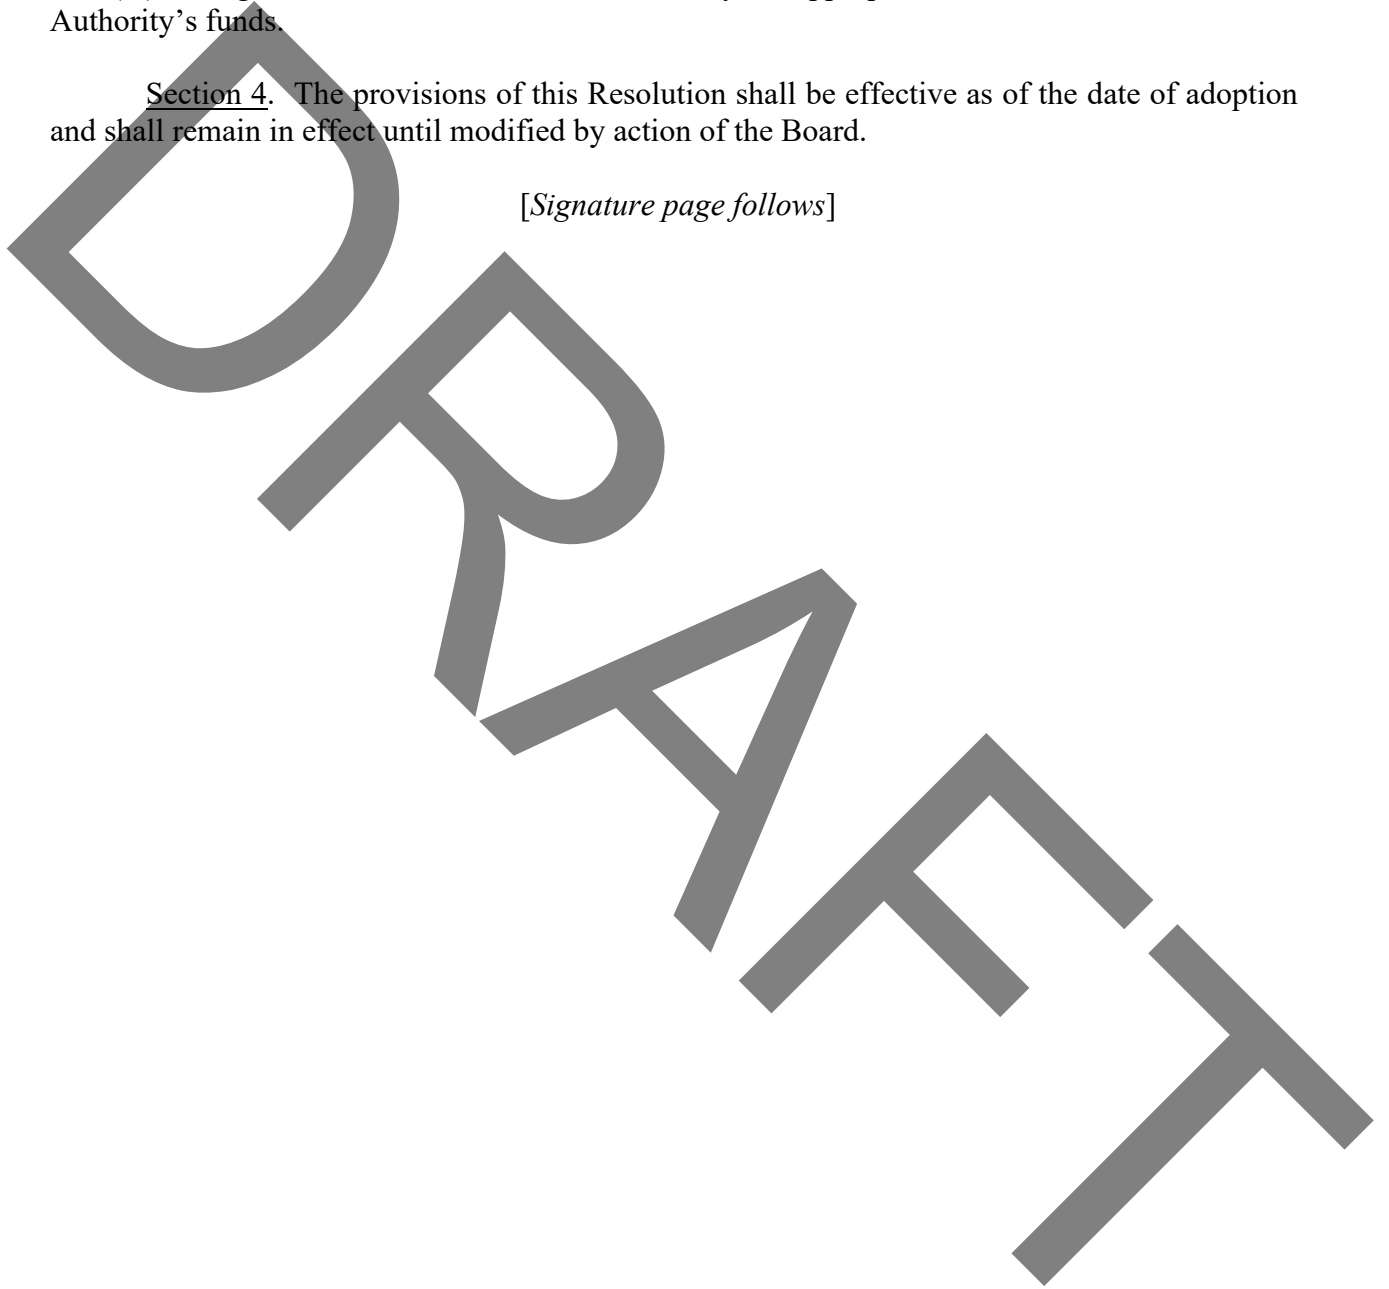 Authority’s funds.
Section 4. The provisions of this Resolution shall be effective as of the date of adoption
and shall remain in effect until modified by action of the Board.
[Signature page follows]
DRAFT